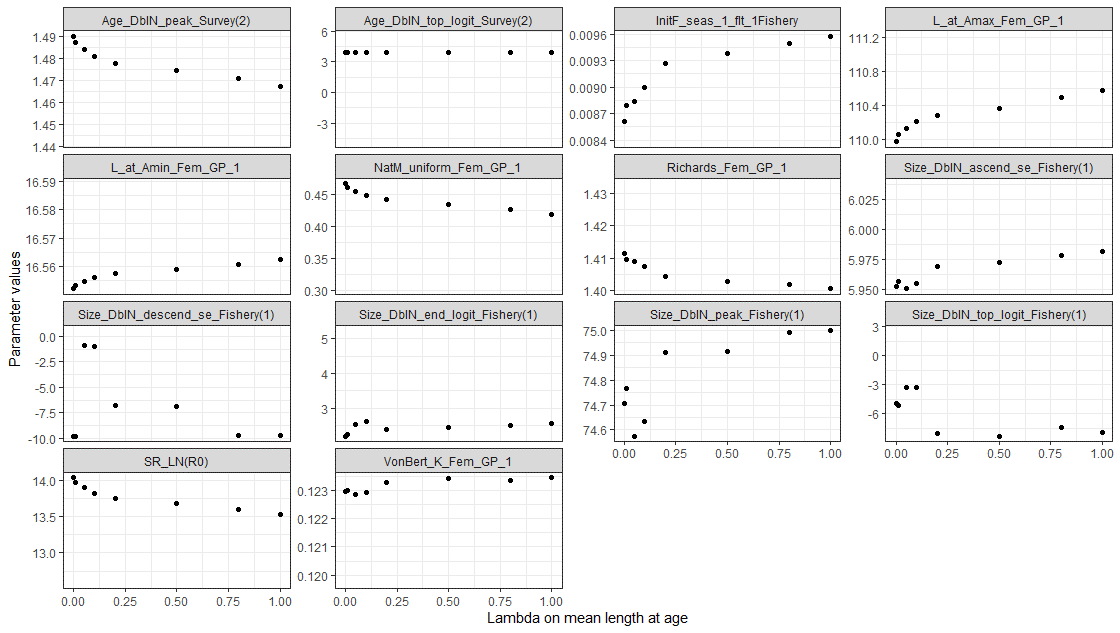 Age_DblN_peak_Survey(2) Age_DblN_top_logit_Survey(2) InitF_seas_1_flt_1Fishery L_at_Amax_Fem_GP_1
1.49 6 0.0096 111.2
1.48 3 0.0093 110.8
1.47 0 0.0090
1.46 0.0087 110.4
1.45 -3 0.0084 110.0
1.44
L_at_Amin_Fem_GP_1 NatM_uniform_Fem_GP_1 Richards_Fem_GP_1 Size_DblN_ascend_se_Fishery(1)
16.59 0.45 1.43 6.025
16.58 0.40 1.42 6.000
16.57 0.35 1.41 5.975
16.56 0.30 1.40 5.950
Parameter values
Size_DblN_descend_se_Fishery(1) Size_DblN_end_logit_Fishery(1) Size_DblN_peak_Fishery(1) Size_DblN_top_logit_Fishery(1)
0.0 5 75.0 3
-2.5 4 74.9 0
-5.0 74.8 -3
-7.5 3 74.7 -6
-10.0 74.6
0.00 0.25 0.50 0.75 1.00 0.00 0.25 0.50 0.75 1.00
SR_LN(R0) VonBert_K_Fem_GP_1
14.0 0.123
13.5 0.122
13.0 0.121
0.120
0.00 0.25 0.50 0.75 1.00 0.00 0.25 0.50 0.75 1.00
Lambda on mean length at age